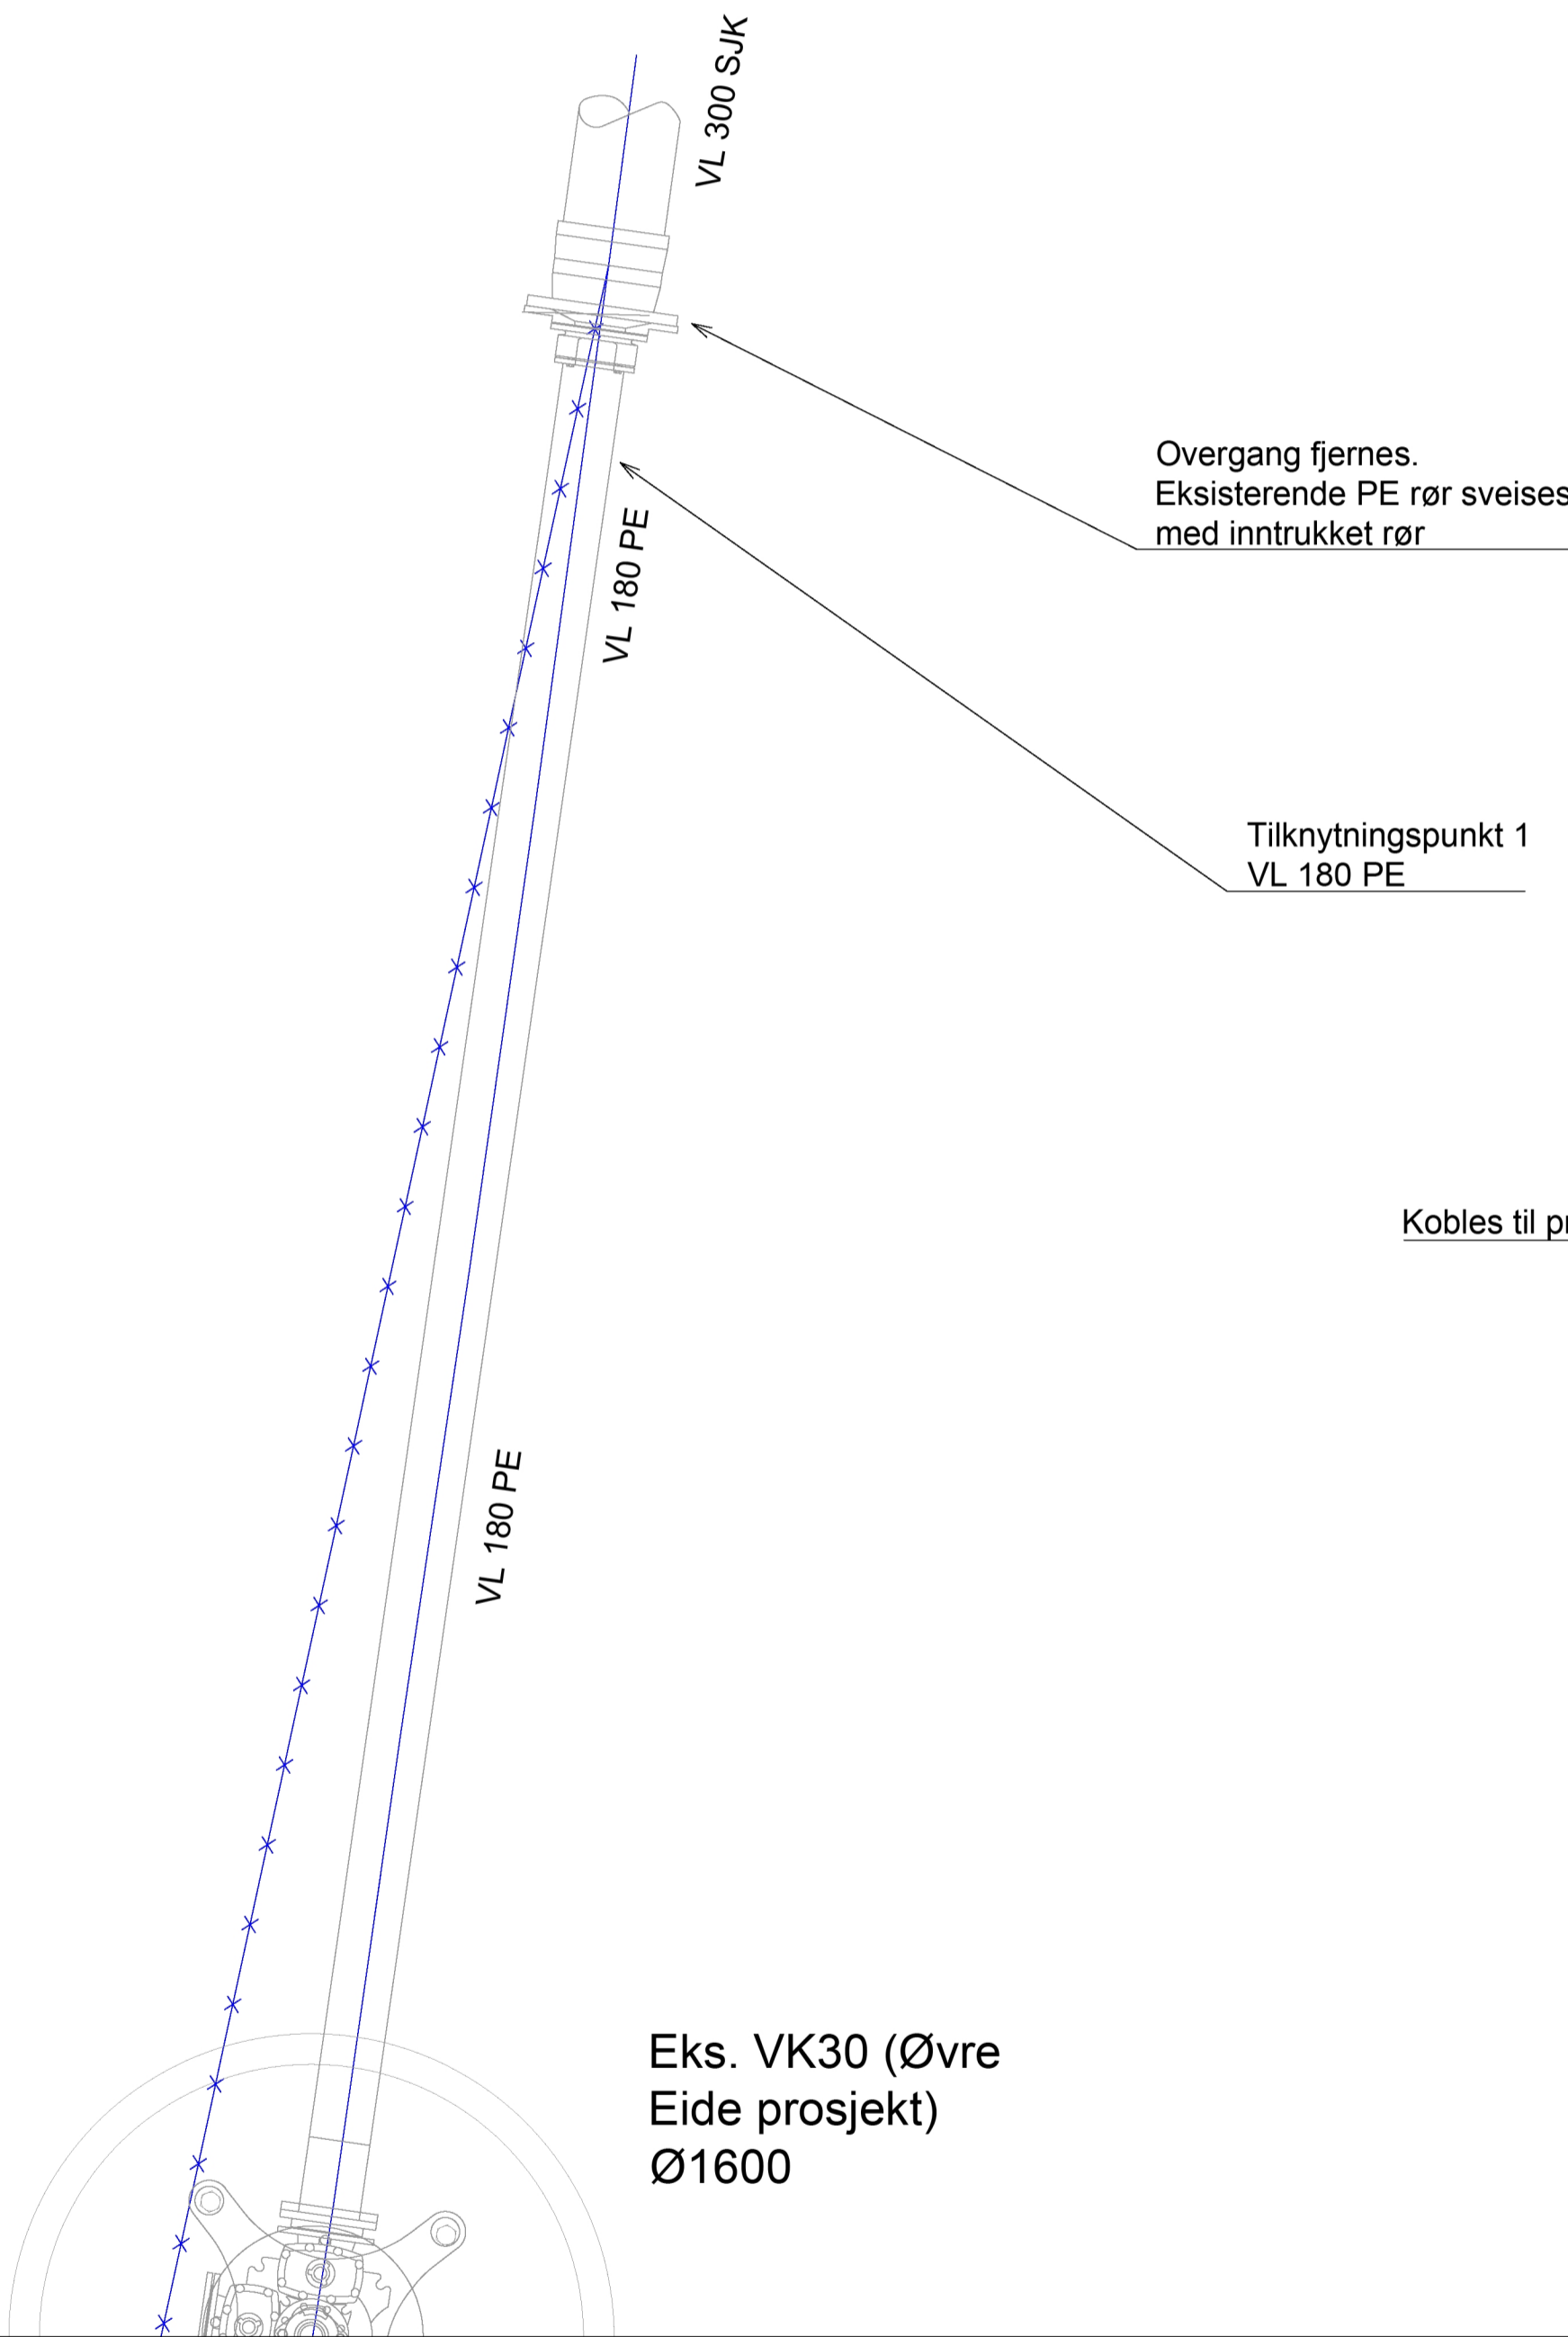 VL 300 SJK
Overgang fjernes.
Eksisterende PE rør sveises
med inntrukket rør
VL 180 PE
Tilknytningspunkt 1
VL 180 PE
Kobles til
VL 180 PE
Eks. VK30 (Øvre
Eide prosjekt)
Ø1600